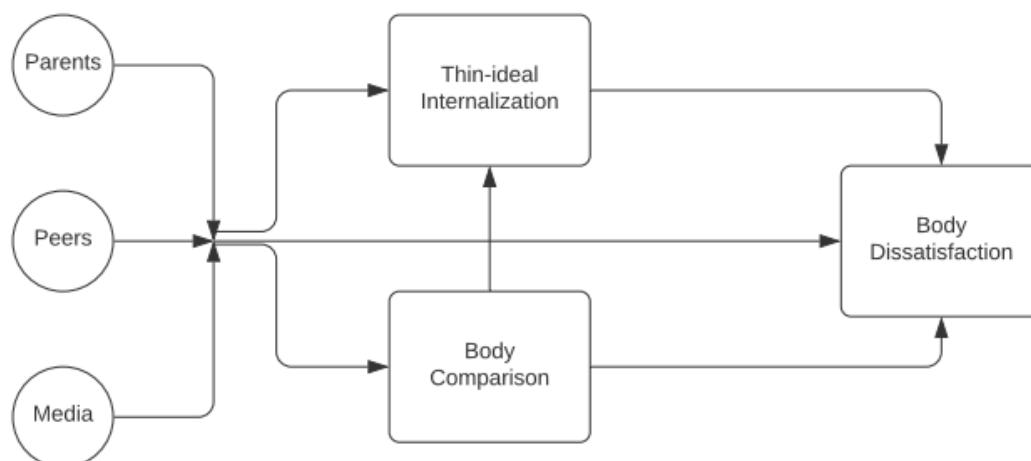 Parents
Thin-ideal
Internalization
Peers
Body
Dissatisfaction
Body
Comparison
Media